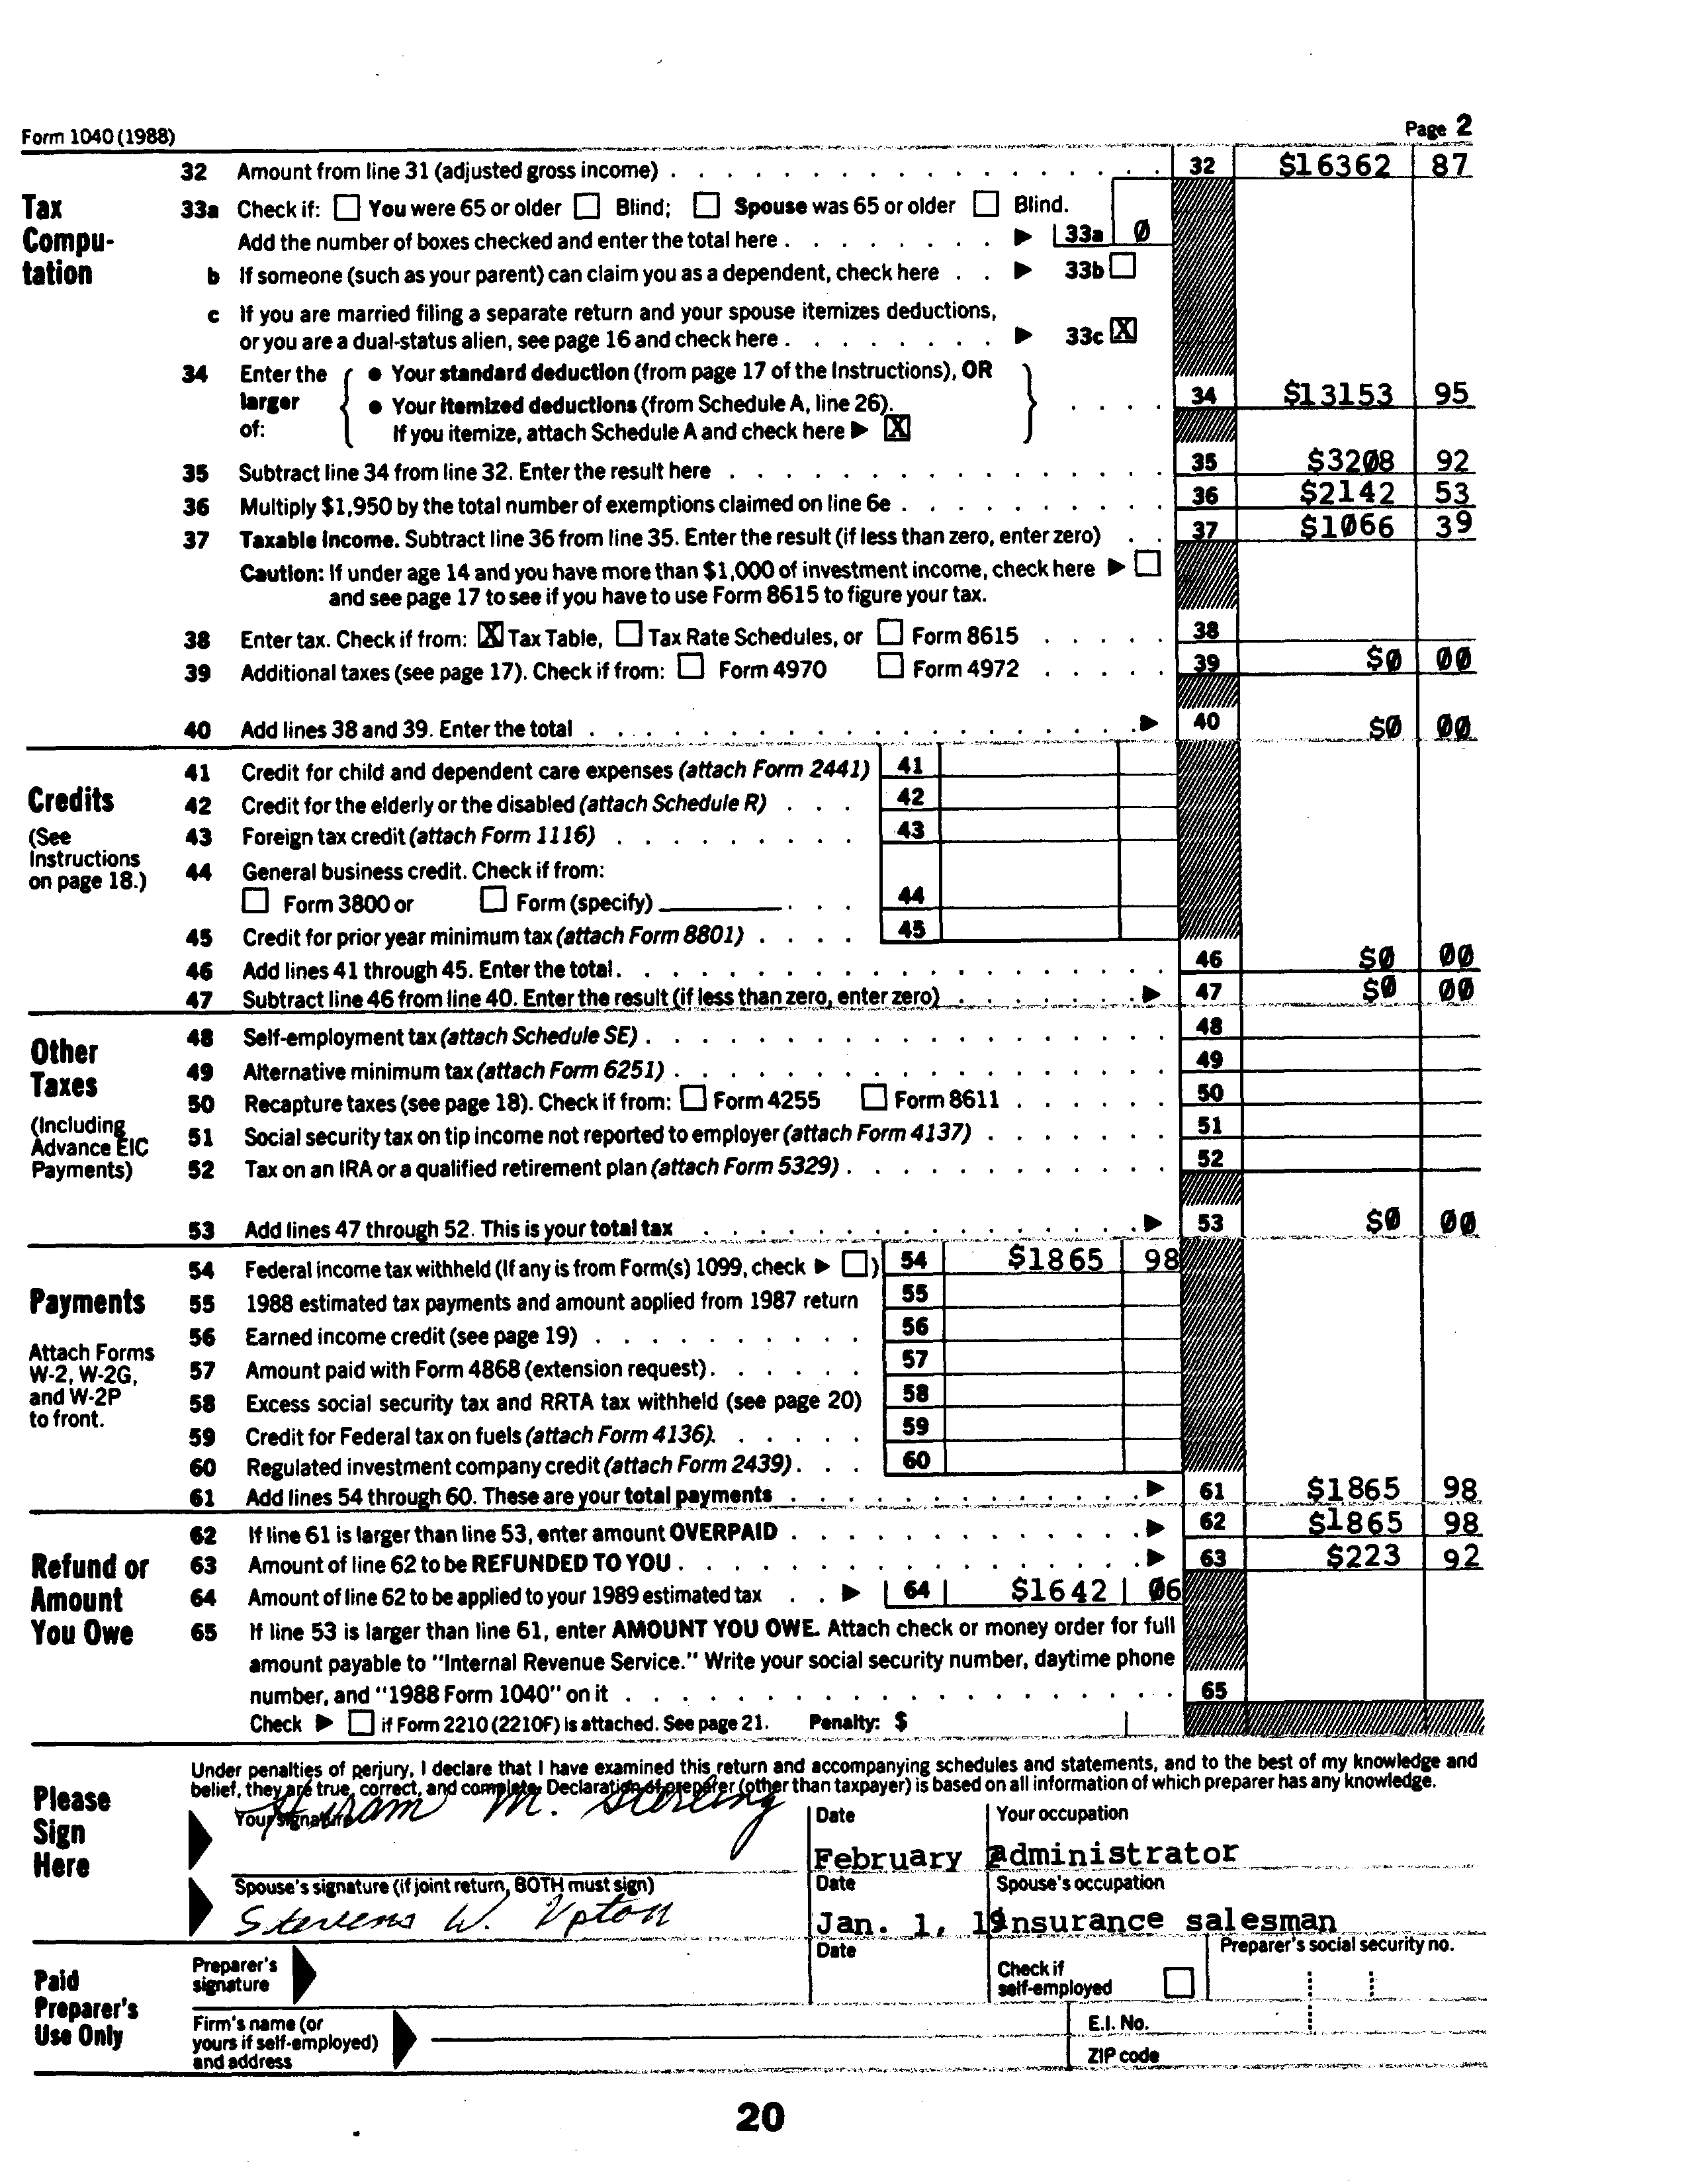 Form 1040 (1988) Page 2
Tax Compu-tation
32 Amount from line 31 (adjusted gross income) 32 $16362 87
33a Check if: You were 65 or older Blind; Spouse was 65 or older Blind.
Add the number of boxes checked and enter the total here 33a 0
b If someone (such as your parent) can claim you as a dependent, check here 33b
c If you are married filing a separate return and your spouse itemizes deductions,
or you are a dual-status alien, see page 16 and check here 33c X
34 Enter the larger of:
• Your standard deduction (from page 17 of the Instructions), OR
• Your itemized deductions (from Schedule A, line 26). 34 $13153 95
If you itemize, attach Schedule A and check here X
35 Subtract line 34 from line 32. Enter the result here 35 $3208 92
36 Multiply $1,950 by the total number of exemptions claimed on line 6e 36 $2142 53
37 Taxable income. Subtract line 36 from line 35. Enter the result (if less than zero, enter zero) 37 $1066 39
Caution: If under age 14 and you have more than $1,000 of investment income, check here
and see page 17 to see if you have to use Form 8615 to figure your tax.
38 Enter tax. Check if from: X Tax Table, Tax Rate Schedules, or Form 8615 38
39 Additional taxes (see page 17). Check if from: Form 4970 Form 4972 39 $0 00
40 Add lines 38 and 39. Enter the total 40 $0 00
Credits
(See Instructions on page 18.)
41 Credit for child and dependent care expenses (attach Form 2441) 41
42 Credit for the elderly or the disabled (attach Schedule R) 42
43 Foreign tax credit (attach Form 1116) 43
44 General business credit. Check if from:
Form 3800 or Form (specify) 44
45 Credit for prior year minimum tax (attach Form 8801) 45
46 Add lines 41 through 45. Enter the total 46 $0 00
47 Subtract line 46 from line 40. Enter the result (if less than zero, enter zero) 47 $0 00
Other Taxes
(Including Advance EIC Payments)
48 Self-employment tax (attach Schedule SE) 48
49 Alternative minimum tax (attach Form 6251) 49
50 Recapture taxes (see page 18). Check if from: Form 4255 Form 8611 50
51 Social security tax on tip income not reported to employer (attach Form 4137) 51
52 Tax on an IRA or a qualified retirement plan (attach Form 5329) 52
53 Add lines 47 through 52. This is your total tax 53 $0 00
Payments
Attach Forms W-2, W-2G, and W-2P to front.
54 Federal income tax withheld (If any is from Form(s) 1099, check ) 54 $1865 98
55 1988 estimated tax payments and amount applied from 1987 return 55
56 Earned income credit (see page 19) 56
57 Amount paid with Form 4868 (extension request) 57
58 Excess social security tax and RRTA tax withheld (see page 20) 58
59 Credit for Federal tax on fuels (attach Form 4136). 59
60 Regulated investment company credit (attach Form 2439) 60
61 Add lines 54 through 60. These are your total payments 61 $1865 98
Refund or Amount You Owe
62 If line 61 is larger than line 53, enter amount OVERPAID 62 $1865 98
63 Amount of line 62 to be REFUNDED TO YOU 63 $223 92
64 Amount of line 62 to be applied to your 1989 estimated tax 64 $1642 06
65 If line 53 is larger than line 61, enter AMOUNT YOU OWE. Attach check or money order for full
amount payable to "Internal Revenue Service." Write your social security number, daytime phone
number, and "1988 Form 1040" on it 65
Check if Form 2210 (2210F) is attached. See page 21. Penalty: $
Please Sign Here
Under penalties of perjury, I declare that I have examined this return and accompanying schedules and statements, and to the best of my knowledge and
belief, they are true, correct, and complete. Declaration of preparer (other than taxpayer) is based on all information of which preparer has any knowledge.
Your signature M. Sterling Date Your occupation
February administrator
Spouse's signature (if joint return, BOTH must sign) Date Spouse's occupation
Stevens W. Upton Jan. 1, 19 insurance salesman
Paid Preparer's Use Only
Preparer's signature Date Check if self-employed Preparer's social security no.
Firm's name (or yours if self-employed) and address E.I. No.
ZIP code
20